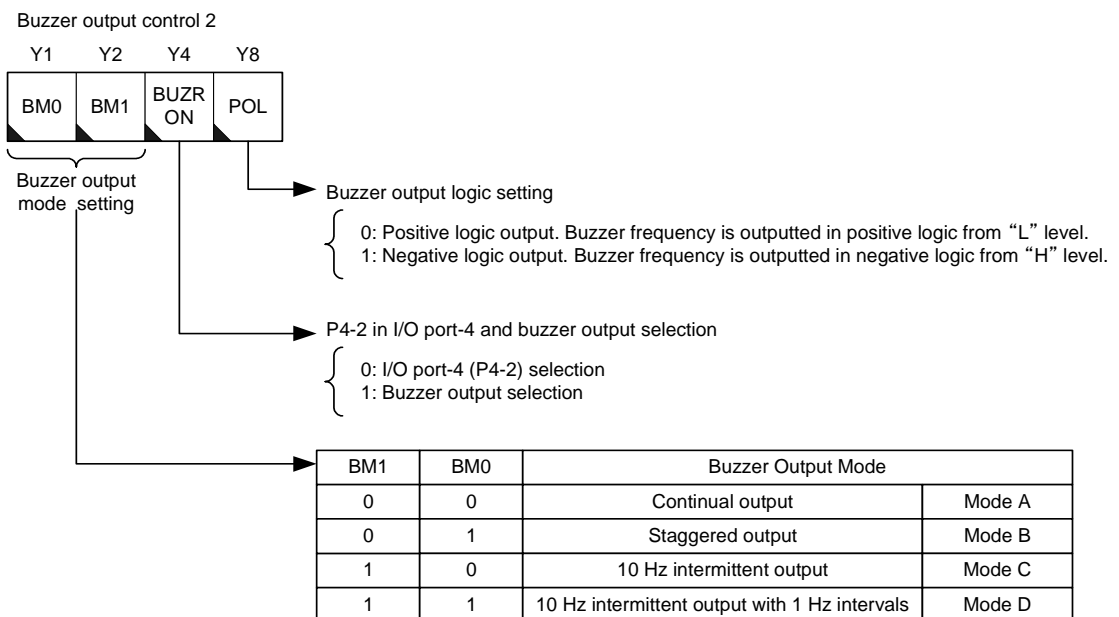 Buzzer output control 2
Y1 Y2 Y4 Y8
BM0 BM1 BUZR ON POL
Buzzer output
mode setting
Buzzer output logic setting
0: Positive logic output. Buzzer frequency is outputted in positive logic from “L” level.
1: Negative logic output. Buzzer frequency is outputted in negative logic from “H” level.
P4-2 in I/O port-4 and buzzer output selection
0: I/O port-4 (P4-2) selection
1: Buzzer output selection
BM1 BM0 Buzzer Output Mode
0 0 Continual output Mode A
0 1 Staggered output Mode B
1 0 10 Hz intermittent output Mode C
1 1 10 Hz intermittent output with 1 Hz intervals Mode D